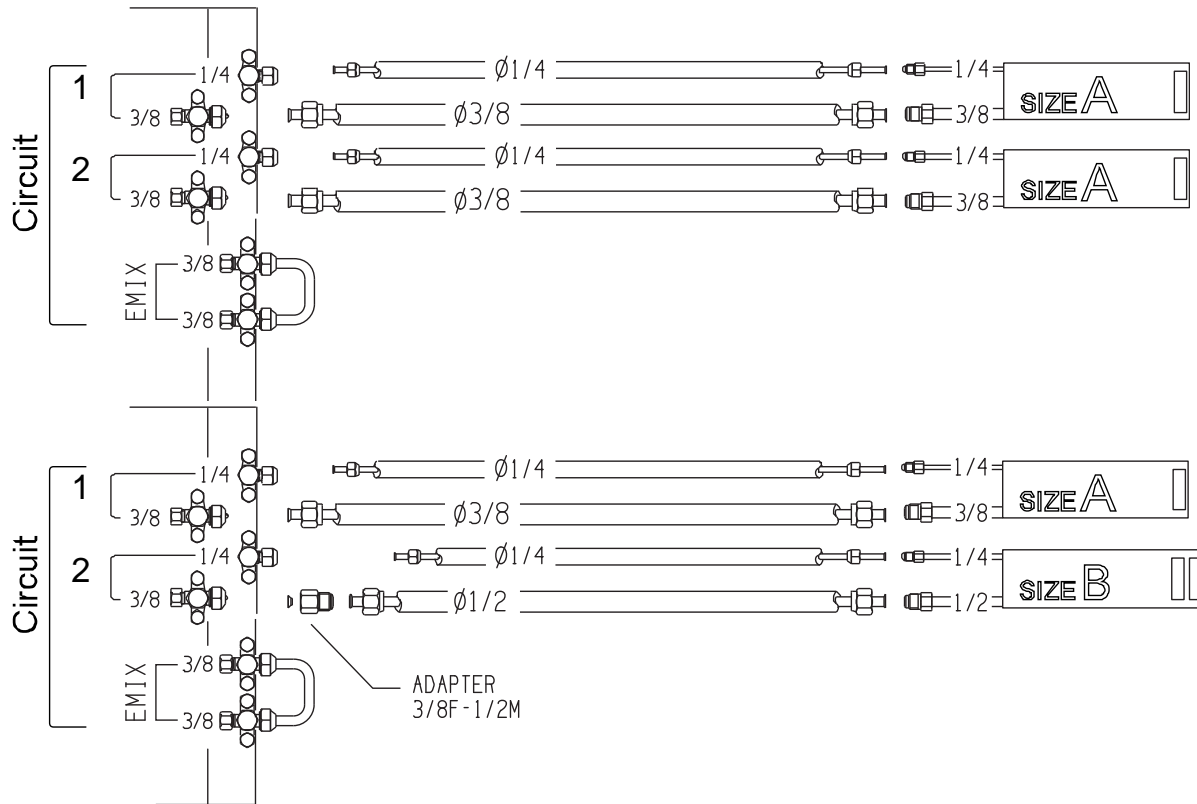 Circuit
1
1/4
3/8
Ø1/4
1/4
Ø3/8
3/8
SIZE A
2
1/4
3/8
Ø1/4
1/4
Ø3/8
3/8
SIZE A
EMIX
3/8
3/8
Circuit
1
1/4
3/8
Ø1/4
1/4
Ø3/8
3/8
SIZE A
2
1/4
3/8
Ø1/4
1/4
Ø1/2
1/2
SIZE B
EMIX
3/8
3/8
ADAPTER
3/8F-1/2M